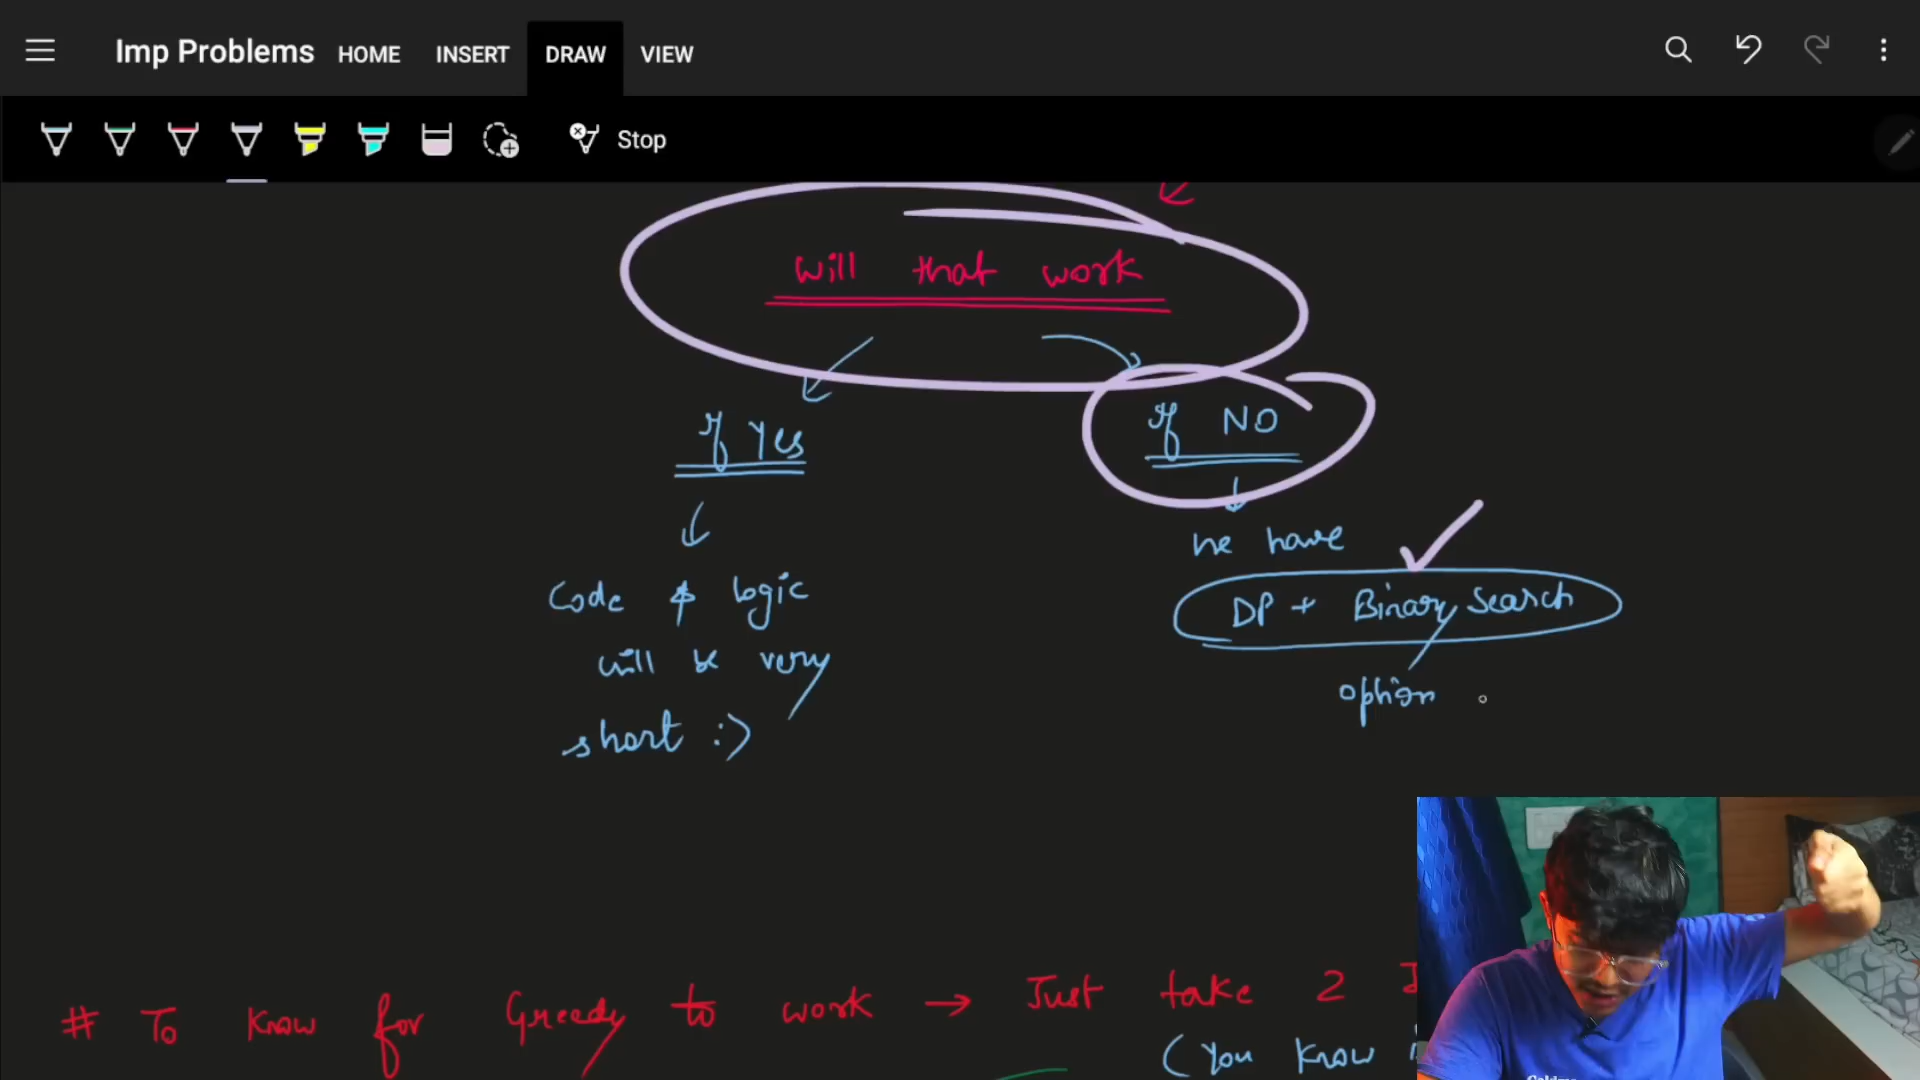 Imp Problems HOME INSERT DRAW VIEW
Stop
will that work
If Yes
If NO
we have
Code & logic
DP + Binary Search
will be very
option
short :)
# To know for Greedy to work → Just take 2
(You know